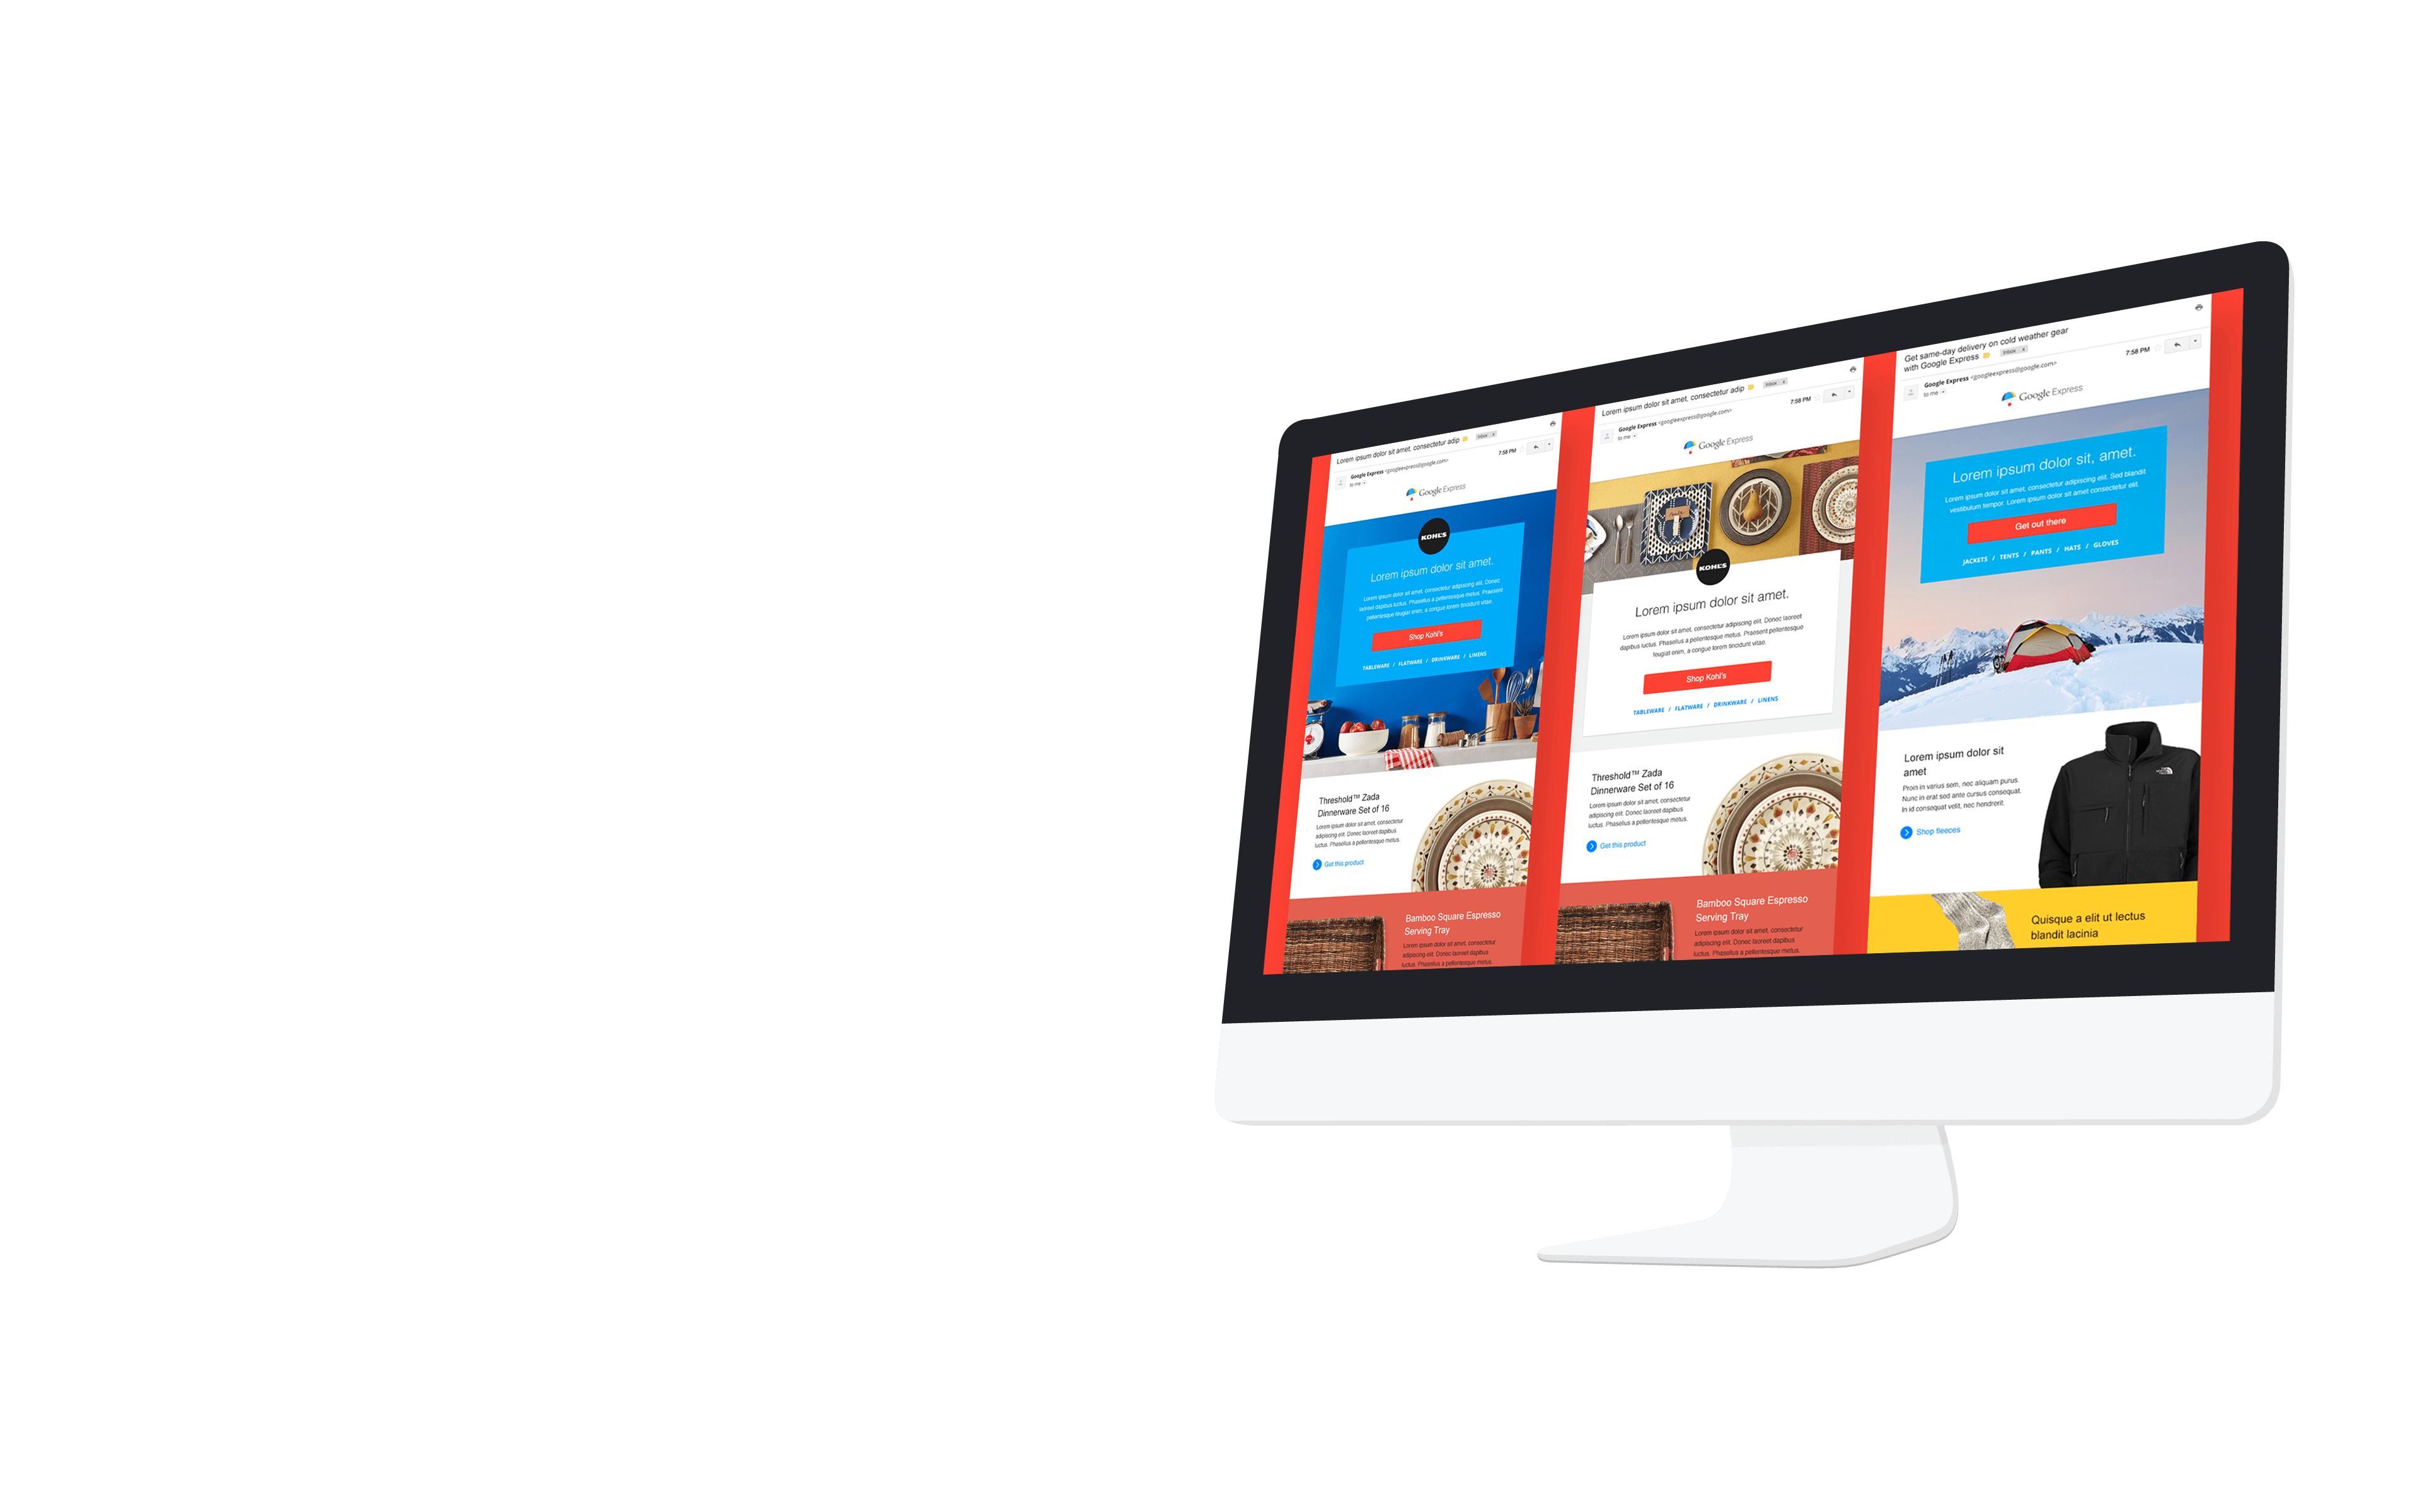 Lorem ipsum dolor sit amet, consectetur adip
Inbox x
Google Express <googleexpress@google.com>
to me
7:58 PM
Google Express
KOHL'S
Lorem ipsum dolor sit amet.
Lorem ipsum dolor sit amet, consectetur adipiscing elit. Donec
laoreet dapibus luctus. Phasellus a pellentesque metus. Praesent
pellentesque feugiat enim, a congue lorem tincidunt vitae.
Shop Kohl's
TABLEWARE / FLATWARE / DRINKWARE / LINENS
Threshold™ Zada
Dinnerware Set of 16
Lorem ipsum dolor sit amet, consectetur
adipiscing elit. Donec laoreet dapibus
luctus. Phasellus a pellentesque metus.
Get this product
Bamboo Square Espresso
Serving Tray
Lorem ipsum dolor sit amet, consectetur
adipiscing elit. Donec laoreet dapibus
luctus. Phasellus a pellentesque metus.
Lorem ipsum dolor sit amet, consectetur adip
Inbox x
Google Express <googleexpress@google.com>
to me
7:58 PM
Google Express
KOHL'S
Lorem ipsum dolor sit amet.
Lorem ipsum dolor sit amet, consectetur adipiscing elit. Donec laoreet
dapibus luctus. Phasellus a pellentesque metus. Praesent pellentesque
feugiat enim, a congue lorem tincidunt vitae.
Shop Kohl's
TABLEWARE / FLATWARE / DRINKWARE / LINENS
Threshold™ Zada
Dinnerware Set of 16
Lorem ipsum dolor sit amet, consectetur
adipiscing elit. Donec laoreet dapibus
luctus. Phasellus a pellentesque metus.
Get this product
Bamboo Square Espresso
Serving Tray
Lorem ipsum dolor sit amet, consectetur
adipiscing elit. Donec laoreet dapibus
luctus. Phasellus a pellentesque metus.
Get same-day delivery on cold weather gear
with Google Express
Inbox x
Google Express <googleexpress@google.com>
to me
7:58 PM
Google Express
Lorem ipsum dolor sit, amet.
Lorem ipsum dolor sit amet, consectetur adipiscing elit. Sed blandit
vestibulum tempor. Lorem ipsum dolor sit amet consectetur elit.
Get out there
JACKETS / TENTS / PANTS / HATS / GLOVES
Lorem ipsum dolor sit
amet
Proin in varius sem, nec aliquam purus.
Nunc in erat sed ante cursus consequat.
In id consequat velit, nec hendrerit.
Shop fleeces
Quisque a elit ut lectus
blandit lacinia